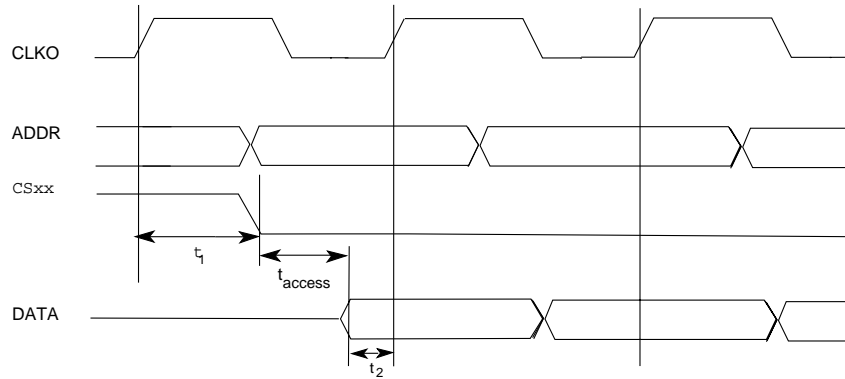 CLKO
ADDR
CSxx
t1
taccess
DATA
t2